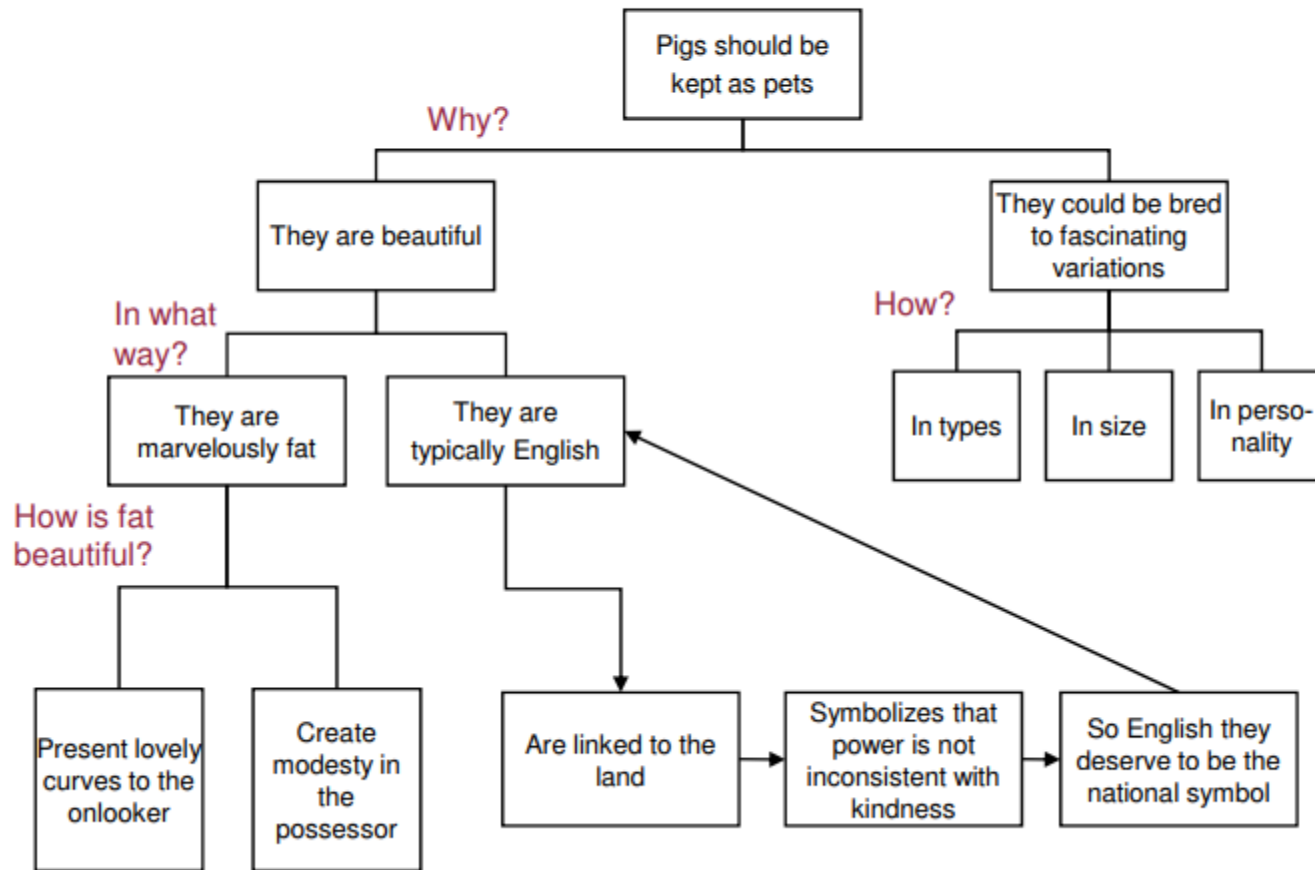 Pigs should be
kept as pets
Why?
They are beautiful
They could be bred
to fascinating
variations
In what
way?
How?
They are
marvelously fat
They are
typically English
In types
In size
In perso-
nality
How is fat
beautiful?
Present lovely
curves to the
onlooker
Create
modesty in
the
possessor
Are linked to the
land
Symbolizes that
power is not
inconsistent with
kindness
So English they
deserve to be the
national symbol